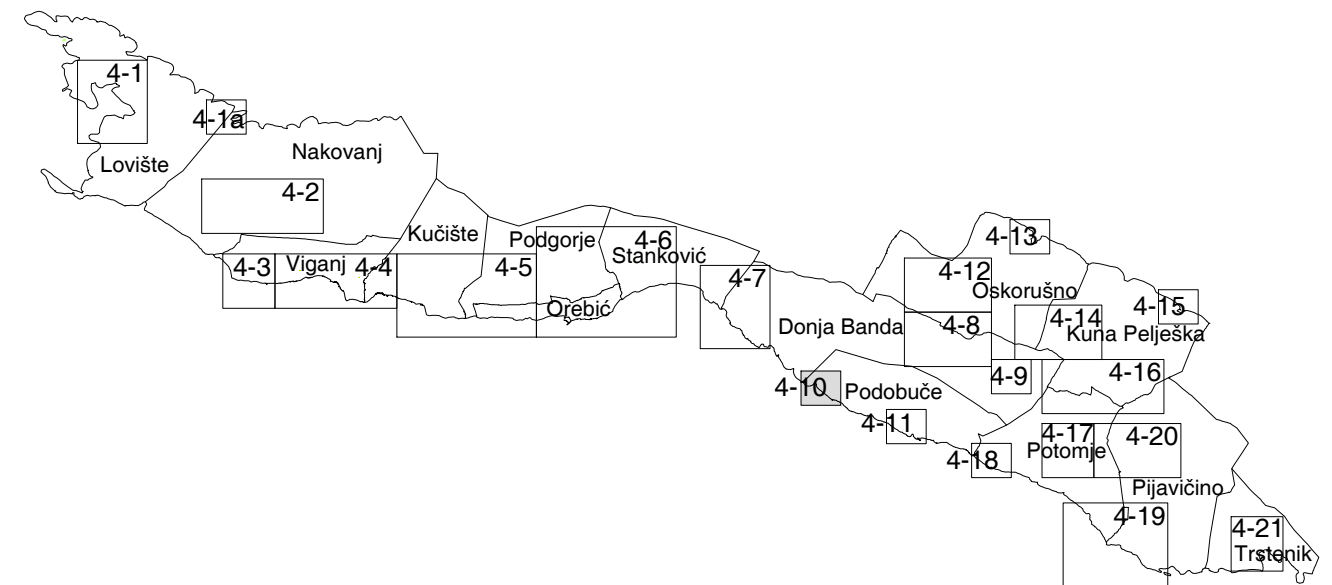 4-1
4-1a
Nakovanj
Lovište
4-2
Kučište
Podgorje
4-6
Stanković
4-13
4-3
Viganj
4-4
4-5
4-7
4-12
Oskorušno
4-15
Orebić
Donja Banda
4-8
4-14
Kuna Pelješka
4-10
Podobuče
4-9
4-16
4-11
4-17
4-20
Potomje
4-18
Pijavičino
4-19
4-21
Trstenik